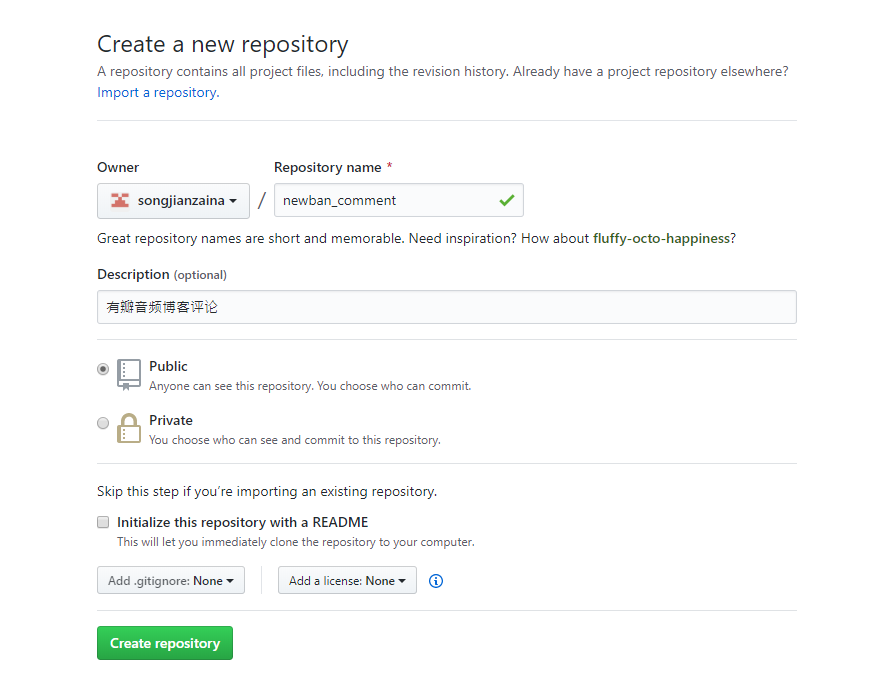 Create a new repository
A repository contains all project files, including the revision history. Already have a project repository elsewhere?
Import a repository.
Owner Repository name *
songjianzaina / newban_comment
Great repository names are short and memorable. Need inspiration? How about fluffy-octo-happiness?
Description (optional)
有瓣音频博客评论
Public
Anyone can see this repository. You choose who can commit.
Private
You choose who can see and commit to this repository.
Skip this step if you’re importing an existing repository.
Initialize this repository with a README
This will let you immediately clone the repository to your computer.
Add .gitignore: None Add a license: None
Create repository